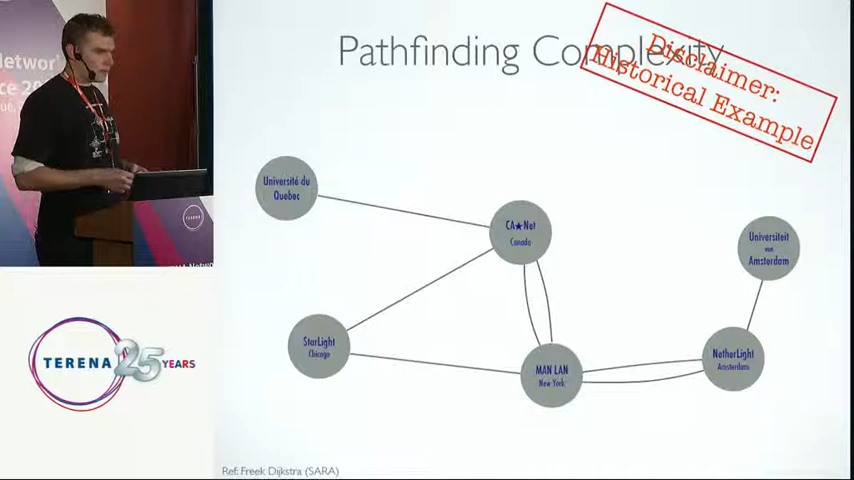 Pathfinding Complexity
Disclaimer:
Historical Example
Université du
Quebec
CA★Net
Canada
Universiteit
van
Amsterdam
StarLight
Chicago
MAN LAN
New York
NetherLight
Amsterdam
TERENA 25 YEARS
Ref: Freek Dijkstra (SARA)
TERENA